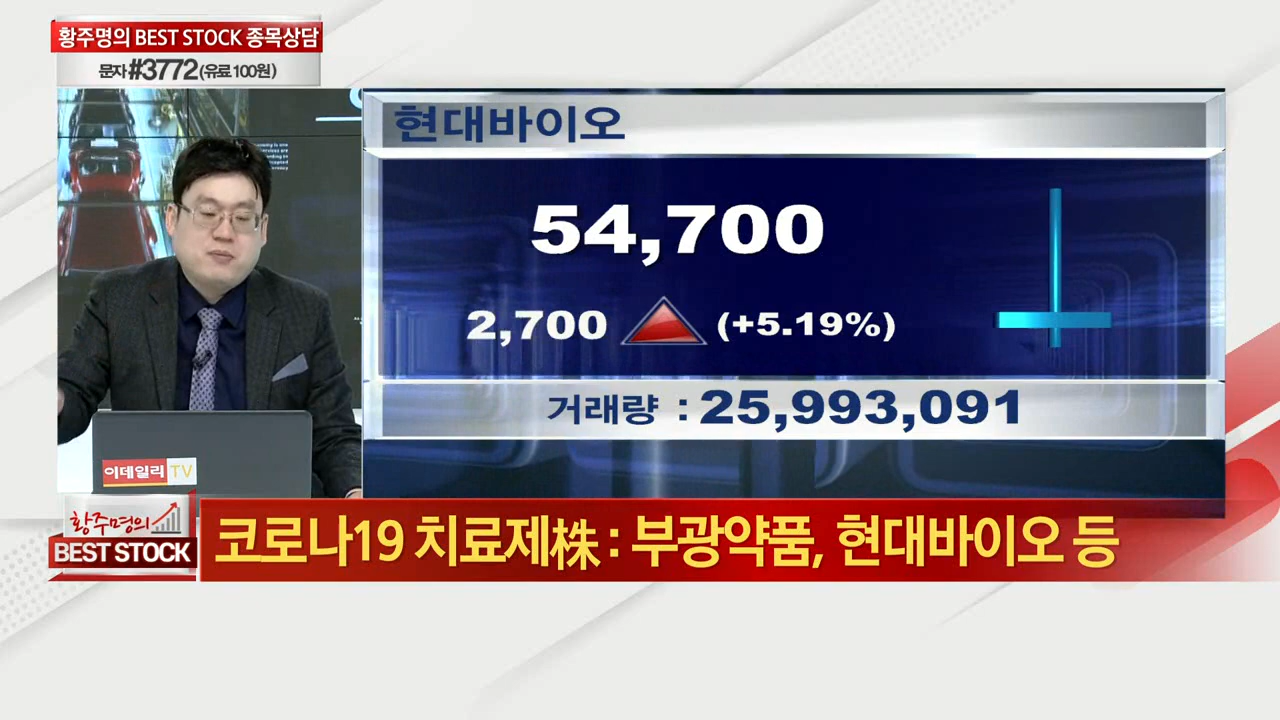 황주명의 BEST STOCK 종목상담
문자 #3772 (유료 100원)
현대바이오
54,700
2,700 (+5.19%)
거래량 : 25,993,091
이데일리 TV
황주명의
BEST STOCK
코로나19 치료제株 : 부광약품, 현대바이오 등